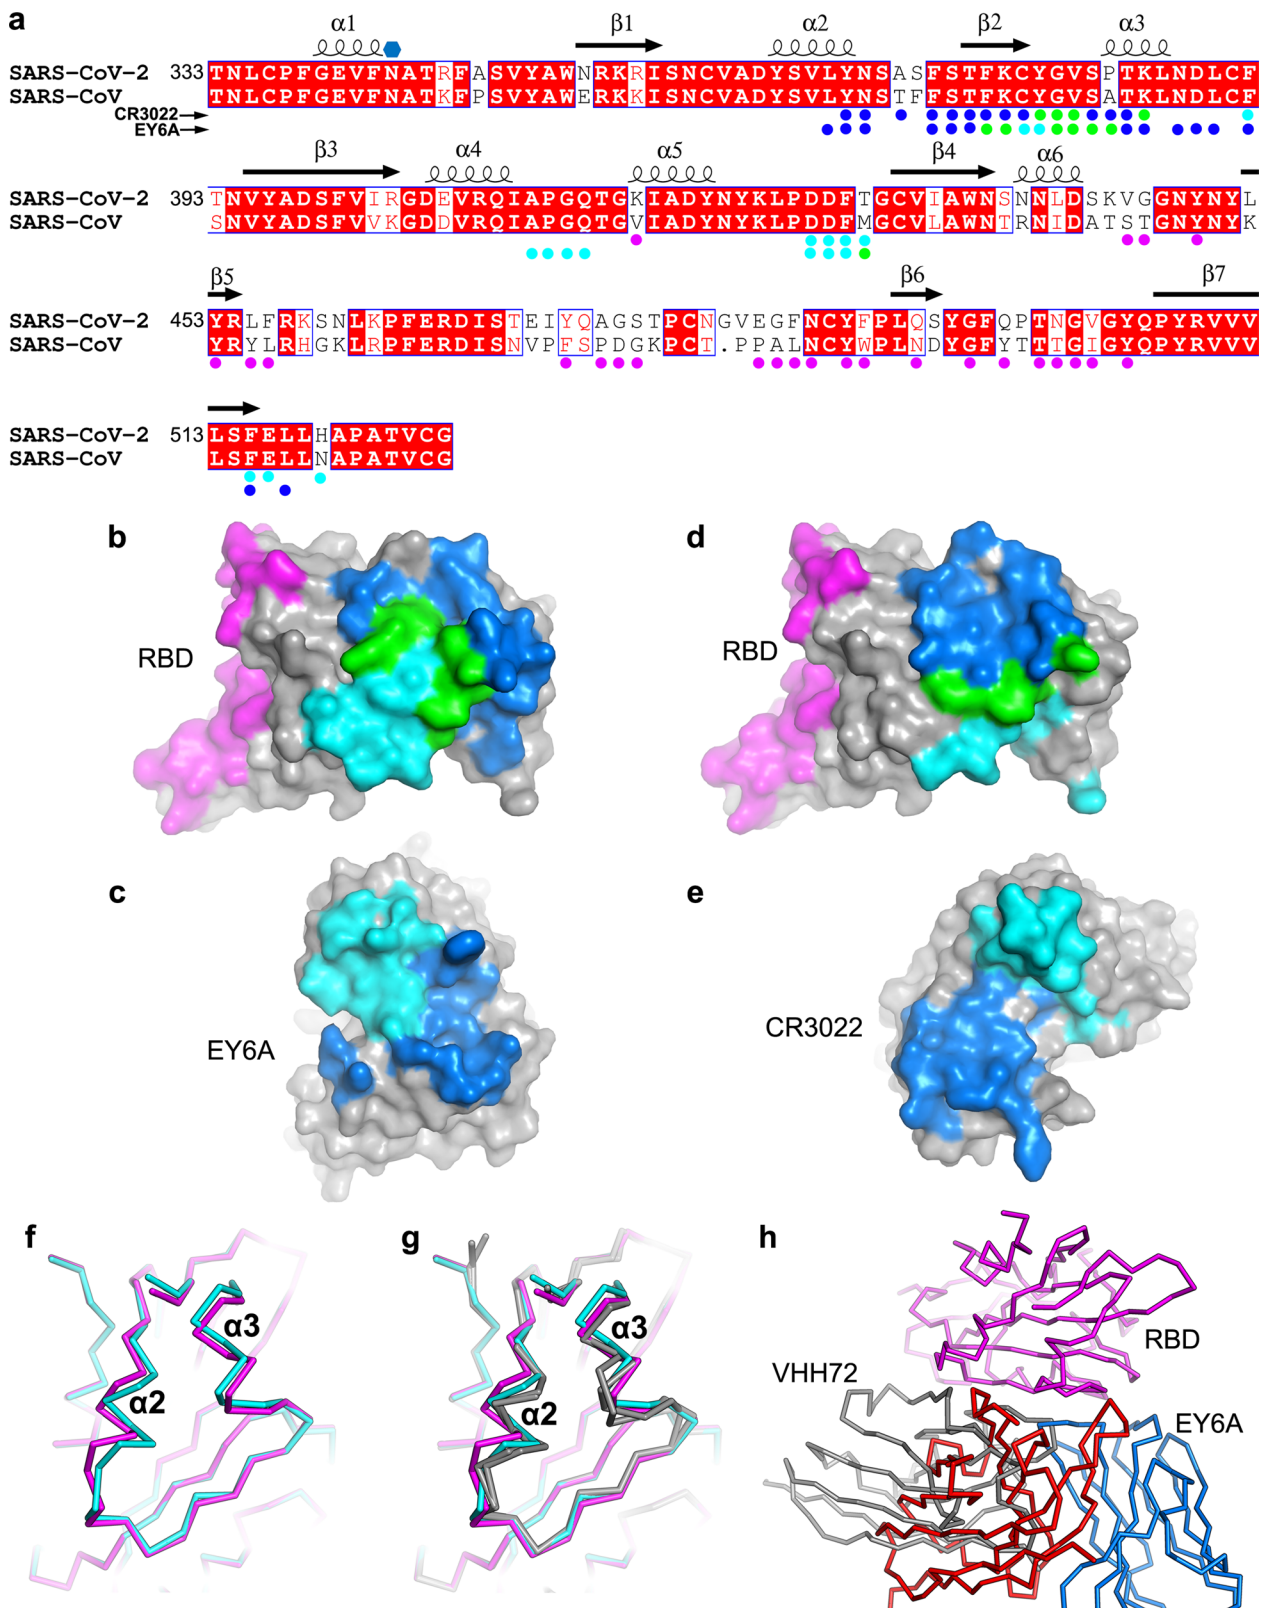 a
α1 β1 α2 β2 α3
SARS–CoV–2 333 TNLCPFGEVFNATRFASVYAWNRKRISNCVADYSVLYNSASFSTFKCYGVSPTKLNDLCF
SARS–CoV TNLCPFGEVFNATKFPSVYAWERKKISNCVADYSVLYNSTFFSTFKCYGVSATKLNDLCF
CR3022
EY6A
β3 α4 α5 β4 α6
SARS–CoV–2 393 TNVYADSFVIRGDEVRQIAPGQTGKIADYNYKLPDDFTGCVIAWNSNNLDSKVGGNYNYL
SARS–CoV SNVYADSFVVKGDDVRQIAPGQTGVIADYNYKLPDDFMGCVLAWNTRNIDATSTGNYNYK
β5 β6 β7
SARS–CoV–2 453 YRLFRKSNLKPFERDISTEIYQAGSTPCNGVEGFNCYFPLQSYGFQPTNGVGYQPYRVVV
SARS–CoV YRYLRHGKLRPFERDISNVPFSPDGKPCT.PPALNCYWPLNDYGFYTTTGIGYQPYRVVV
SARS–CoV–2 513 LSFELLHAPATVCG
SARS–CoV LSFELLNAPATVCG
b
RBD
d
RBD
c
EY6A
e
CR3022
f
α2
α3
g
α2
α3
h
RBD
VHH72
EY6A